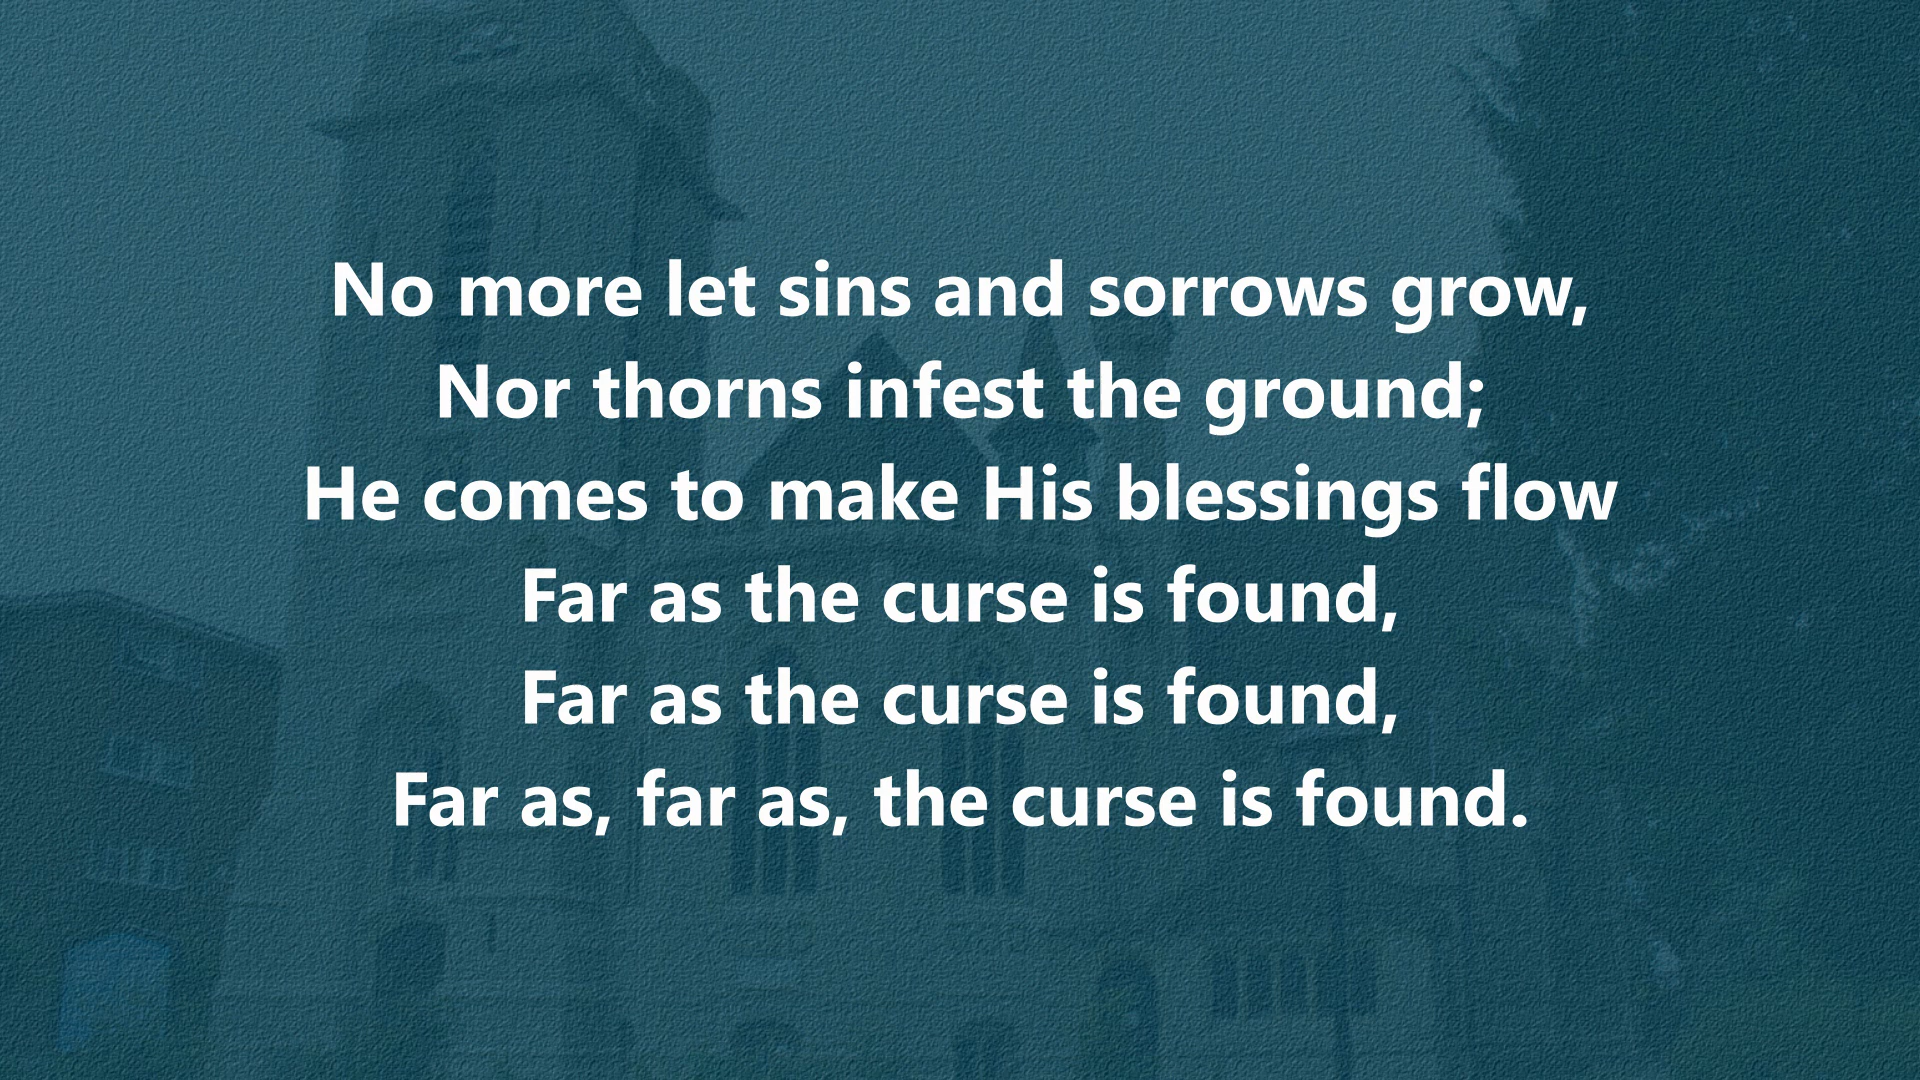 No more let sins and sorrows grow,
Nor thorns infest the ground;
He comes to make His blessings flow
Far as the curse is found,
Far as the curse is found,
Far as, far as, the curse is found.